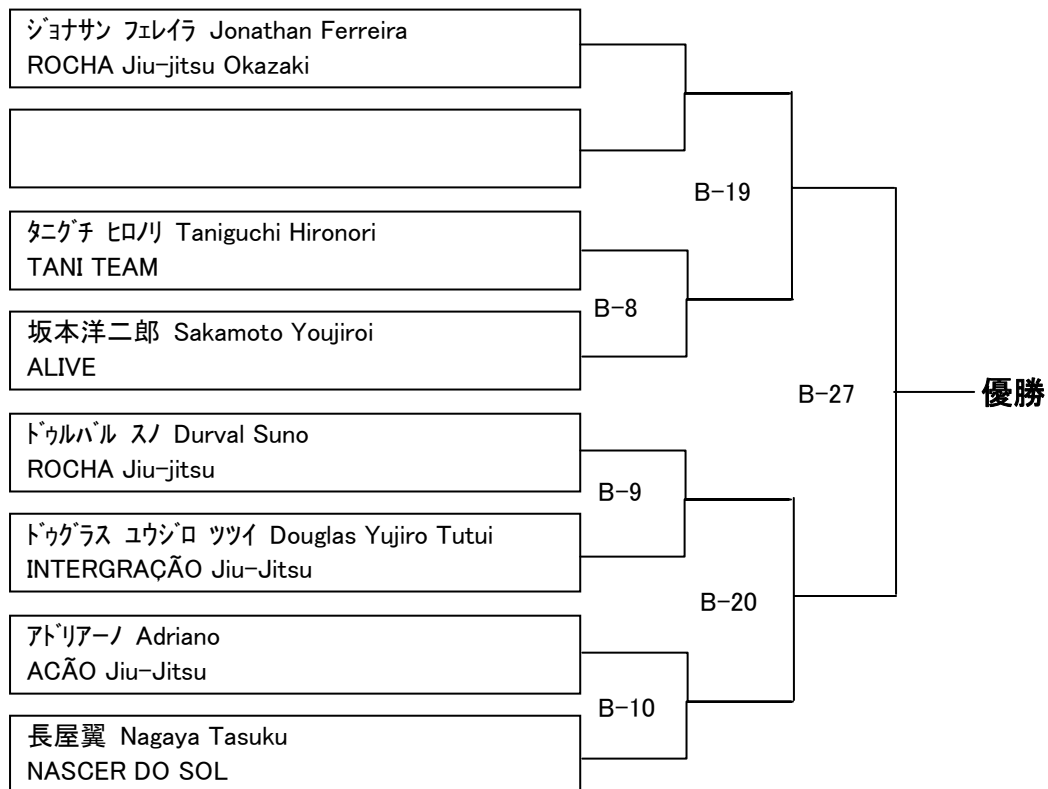 ｼﾞｮﾅｻﾝ ﾌｪﾚｲﾗ Jonathan Ferreira
ROCHA Jiu-jitsu Okazaki
B-19
ﾀﾆｸﾞﾁ ﾋﾛﾉﾘ Taniguchi Hironori
TANI TEAM
B-8
坂本洋二郎 Sakamoto Youjiroi
ALIVE
B-27
優勝
ﾄﾞｩﾙﾊﾞﾙ ｽﾉ Durval Suno
ROCHA Jiu-jitsu
B-9
ﾄﾞｩｸﾞﾗｽ ﾕｳｼﾞﾛ ﾂﾂｲ Douglas Yujiro Tutui
INTERGRAÇÃO Jiu-Jitsu
B-20
ｱﾄﾞﾘｱｰﾉ Adriano
ACÃO Jiu-Jitsu
B-10
長屋翼 Nagaya Tasuku
NASCER DO SOL